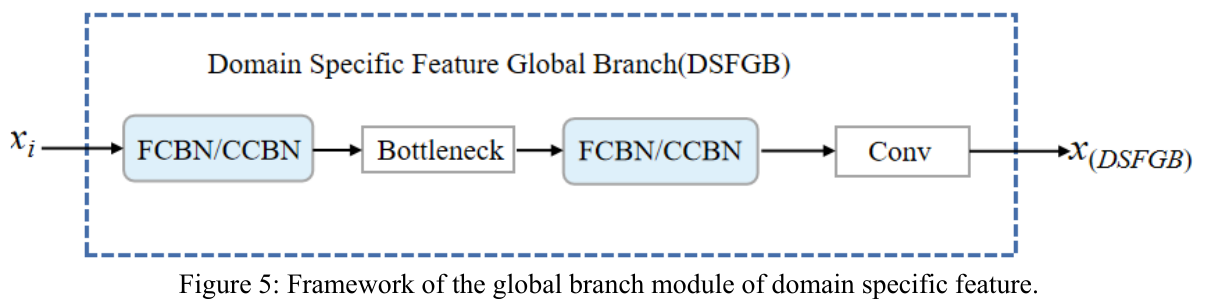 Domain Specific Feature Global Branch(DSFGB)
x_i FCBN/CCBN Bottleneck FCBN/CCBN Conv x_(DSFGB)
Figure 5: Framework of the global branch module of domain specific feature.